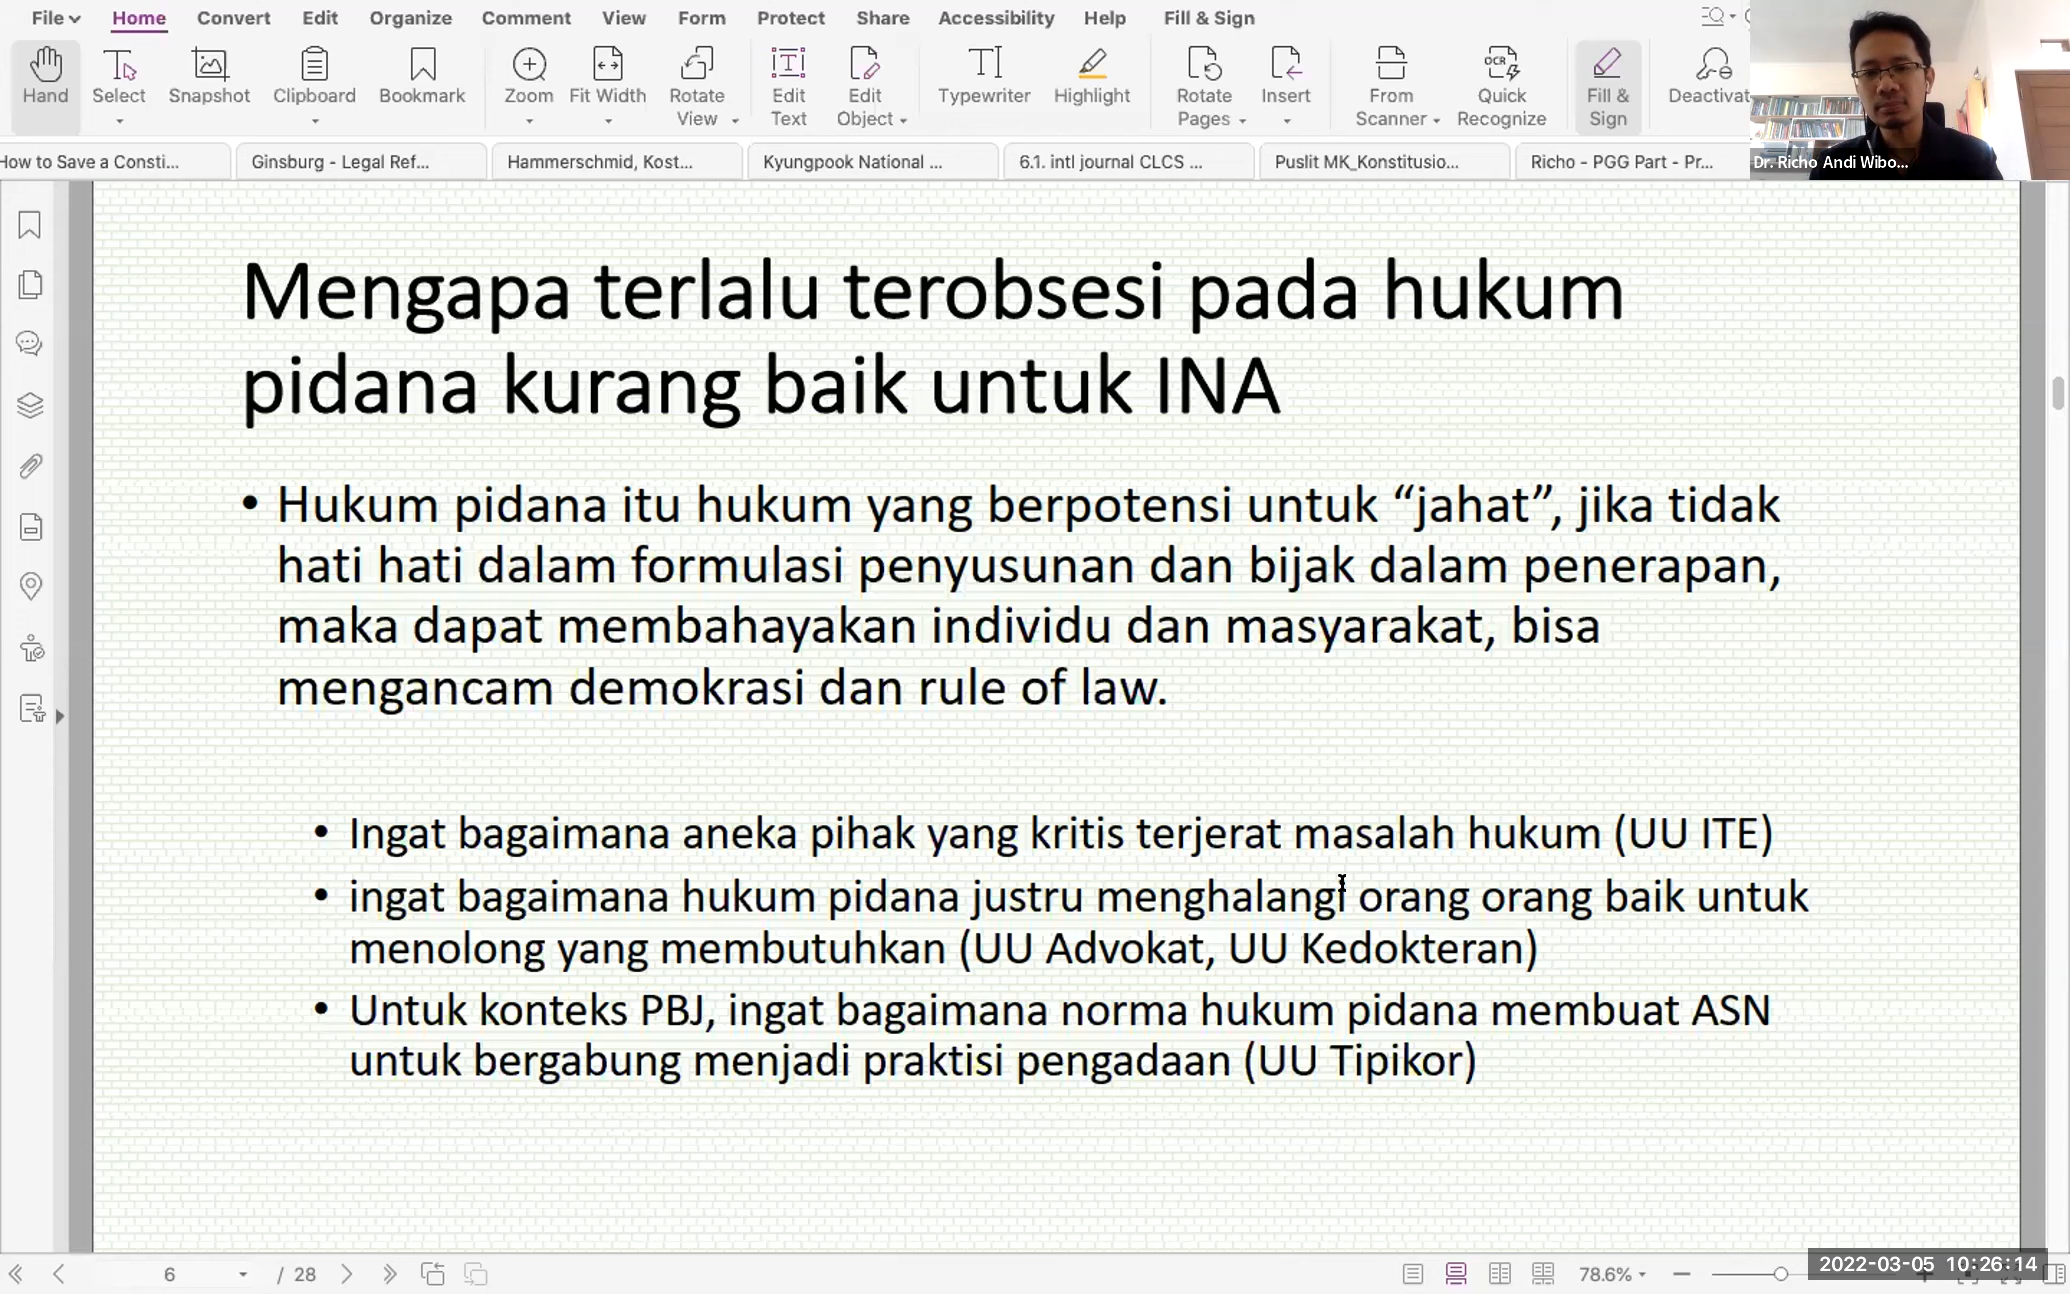 File
Home
Convert
Edit
Organize
Comment
View
Form
Protect
Share
Accessibility
Help
Fill & Sign
Hand
Select
Snapshot
Clipboard
Bookmark
Zoom
Fit Width
Rotate
View
Edit
Text
Edit
Object
Typewriter
Highlight
Rotate
Pages
Insert
From
Scanner
OCR
Quick
Recognize
Fill &
Sign
Deactivat
How to Save a Consti...
Ginsburg - Legal Ref...
Hammerschmid, Kost...
Kyungpook National ...
6.1. intl journal CLCS ...
Puslit MK_Konstitusio...
Richo - PGG Part - Pr...
Dr. Richo Andi Wibo...
Mengapa terlalu terobsesi pada hukum
pidana kurang baik untuk INA
• Hukum pidana itu hukum yang berpotensi untuk “jahat”, jika tidak
hati hati dalam formulasi penyusunan dan bijak dalam penerapan,
maka dapat membahayakan individu dan masyarakat, bisa
mengancam demokrasi dan rule of law.
• Ingat bagaimana aneka pihak yang kritis terjerat masalah hukum (UU ITE)
• ingat bagaimana hukum pidana justru menghalangi orang orang baik untuk
menolong yang membutuhkan (UU Advokat, UU Kedokteran)
• Untuk konteks PBJ, ingat bagaimana norma hukum pidana membuat ASN
untuk bergabung menjadi praktisi pengadaan (UU Tipikor)
6
/ 28
78.6%
2022-03-05 10:26:14